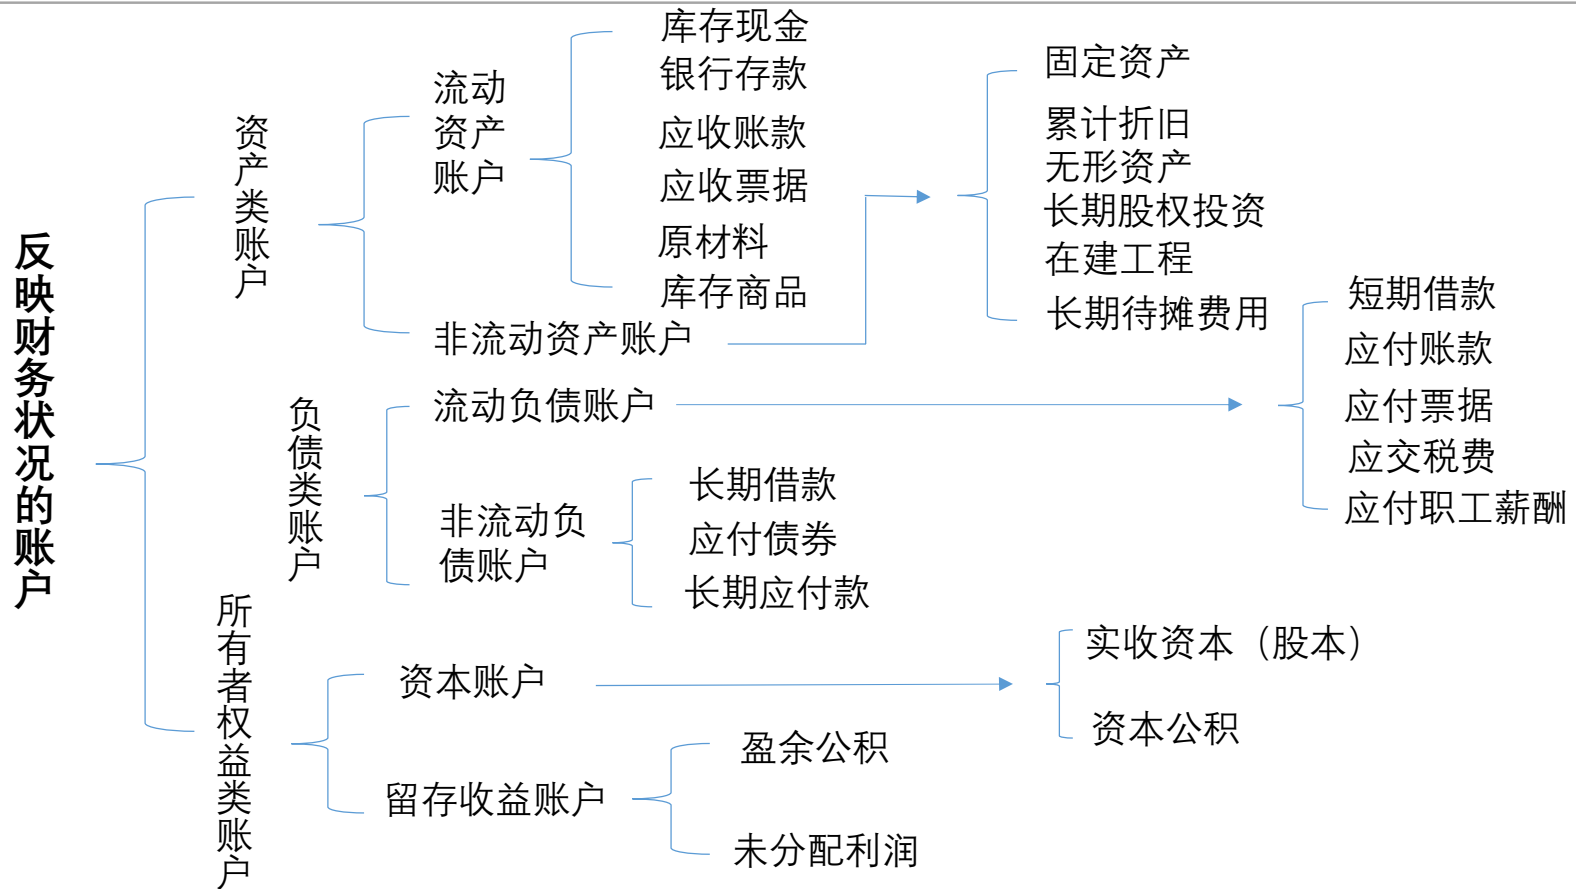 反映财务状况的账户
资产类账户
流动
资产
账户
库存现金
银行存款
应收账款
应收票据
原材料
库存商品
非流动资产账户
固定资产
累计折旧
无形资产
长期股权投资
在建工程
长期待摊费用
负债类账户
流动负债账户
短期借款
应付账款
应付票据
应交税费
应付职工薪酬
非流动负
债账户
长期借款
应付债券
长期应付款
所有者权益类账户
资本账户
实收资本（股本）
资本公积
留存收益账户
盈余公积
未分配利润